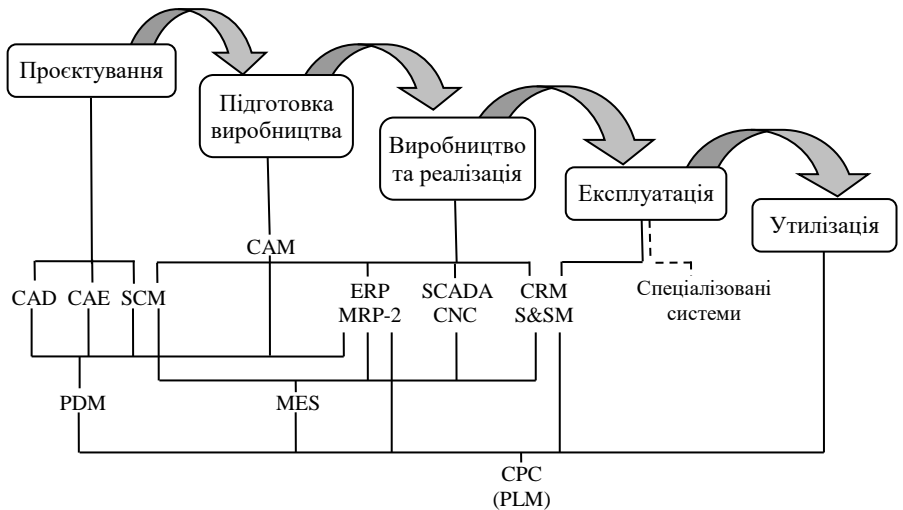 Проєктування
Підготовка
виробництва
Виробництво
та реалізація
Експлуатація
Утилізація
CAM
CAD
CAE
SCM
ERP
MRP-2
SCADA
CNC
CRM
S&SM
Спеціалізовані
системи
PDM
MES
CPC
(PLM)